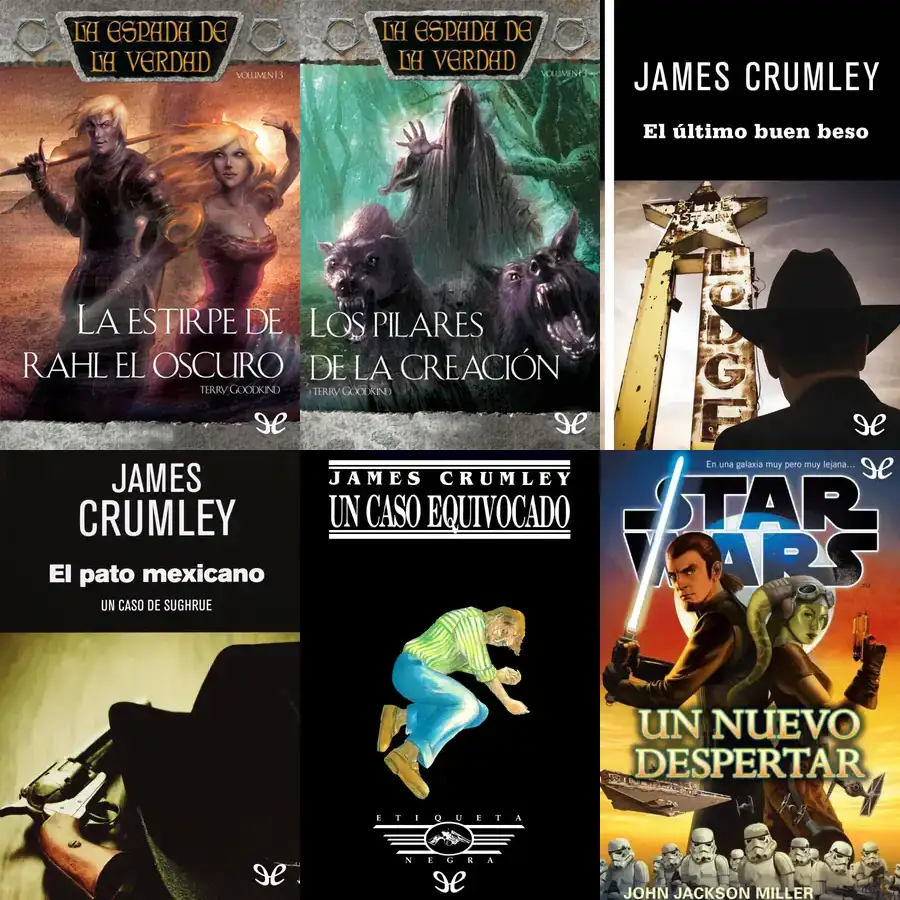 LA ESPADA DE
LA VERDAD
VOLUMEN 13
LA ESTIRPE DE
RAHL EL OSCURO
TERRY GOODKIND
LA ESPADA DE
LA VERDAD
LOS PILARES
DE LA CREACIÓN
TERRY GOODKIND
JAMES CRUMLEY
El último buen beso
LODGE
JAMES
CRUMLEY
El pato mexicano
UN CASO DE SUGHRUE
JAMES CRUMLEY
UN CASO EQUIVOCADO
ETIQUETA
NEGRA
En una galaxia muy pero muy lejana...
STAR
WARS
UN NUEVO
DESPERTAR
JOHN JACKSON MILLER